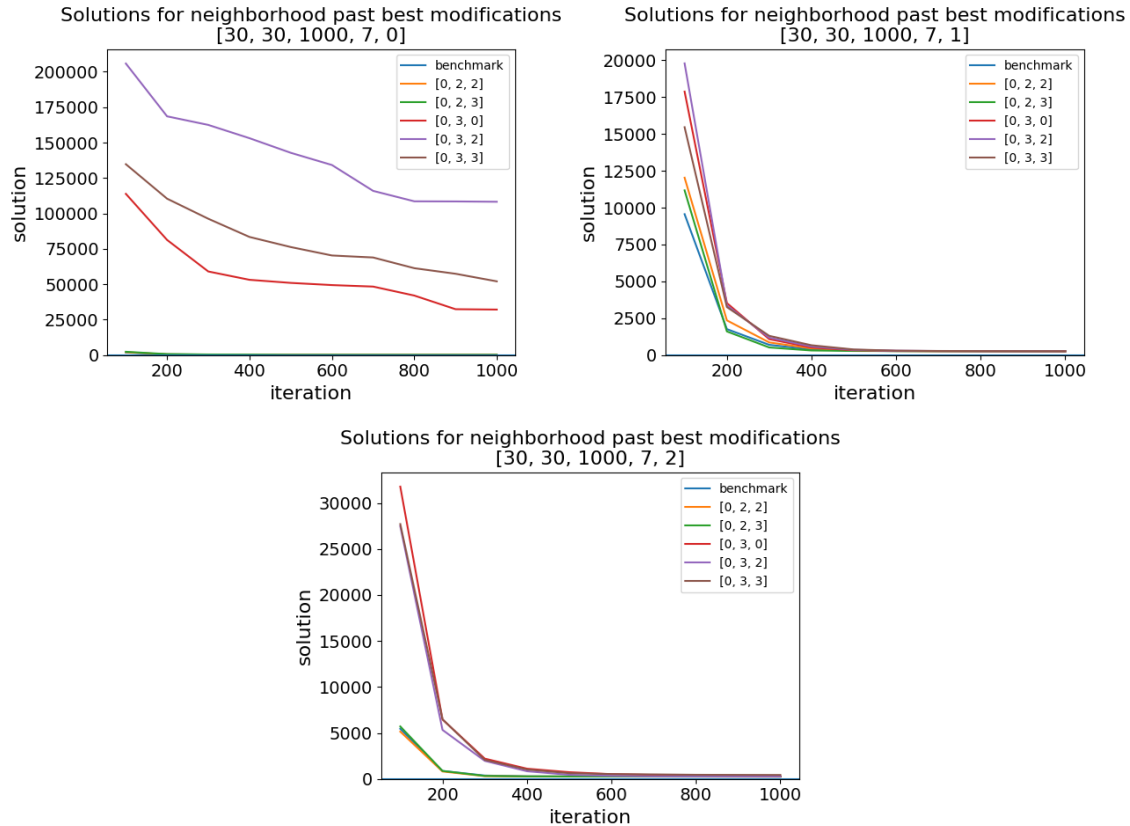 Solutions for neighborhood past best modifications
[30, 30, 1000, 7, 0]
200000
175000
150000
125000
100000
75000
50000
25000
0
solution
200
400
600
800
1000
iteration
benchmark
[0, 2, 2]
[0, 2, 3]
[0, 3, 0]
[0, 3, 2]
[0, 3, 3]
Solutions for neighborhood past best modifications
[30, 30, 1000, 7, 1]
20000
17500
15000
12500
10000
7500
5000
2500
0
solution
200
400
600
800
1000
iteration
benchmark
[0, 2, 2]
[0, 2, 3]
[0, 3, 0]
[0, 3, 2]
[0, 3, 3]
Solutions for neighborhood past best modifications
[30, 30, 1000, 7, 2]
30000
25000
20000
15000
10000
5000
0
solution
200
400
600
800
1000
iteration
benchmark
[0, 2, 2]
[0, 2, 3]
[0, 3, 0]
[0, 3, 2]
[0, 3, 3]